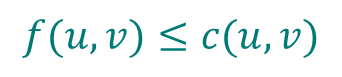 f(u, v) ≤ c(u, v)